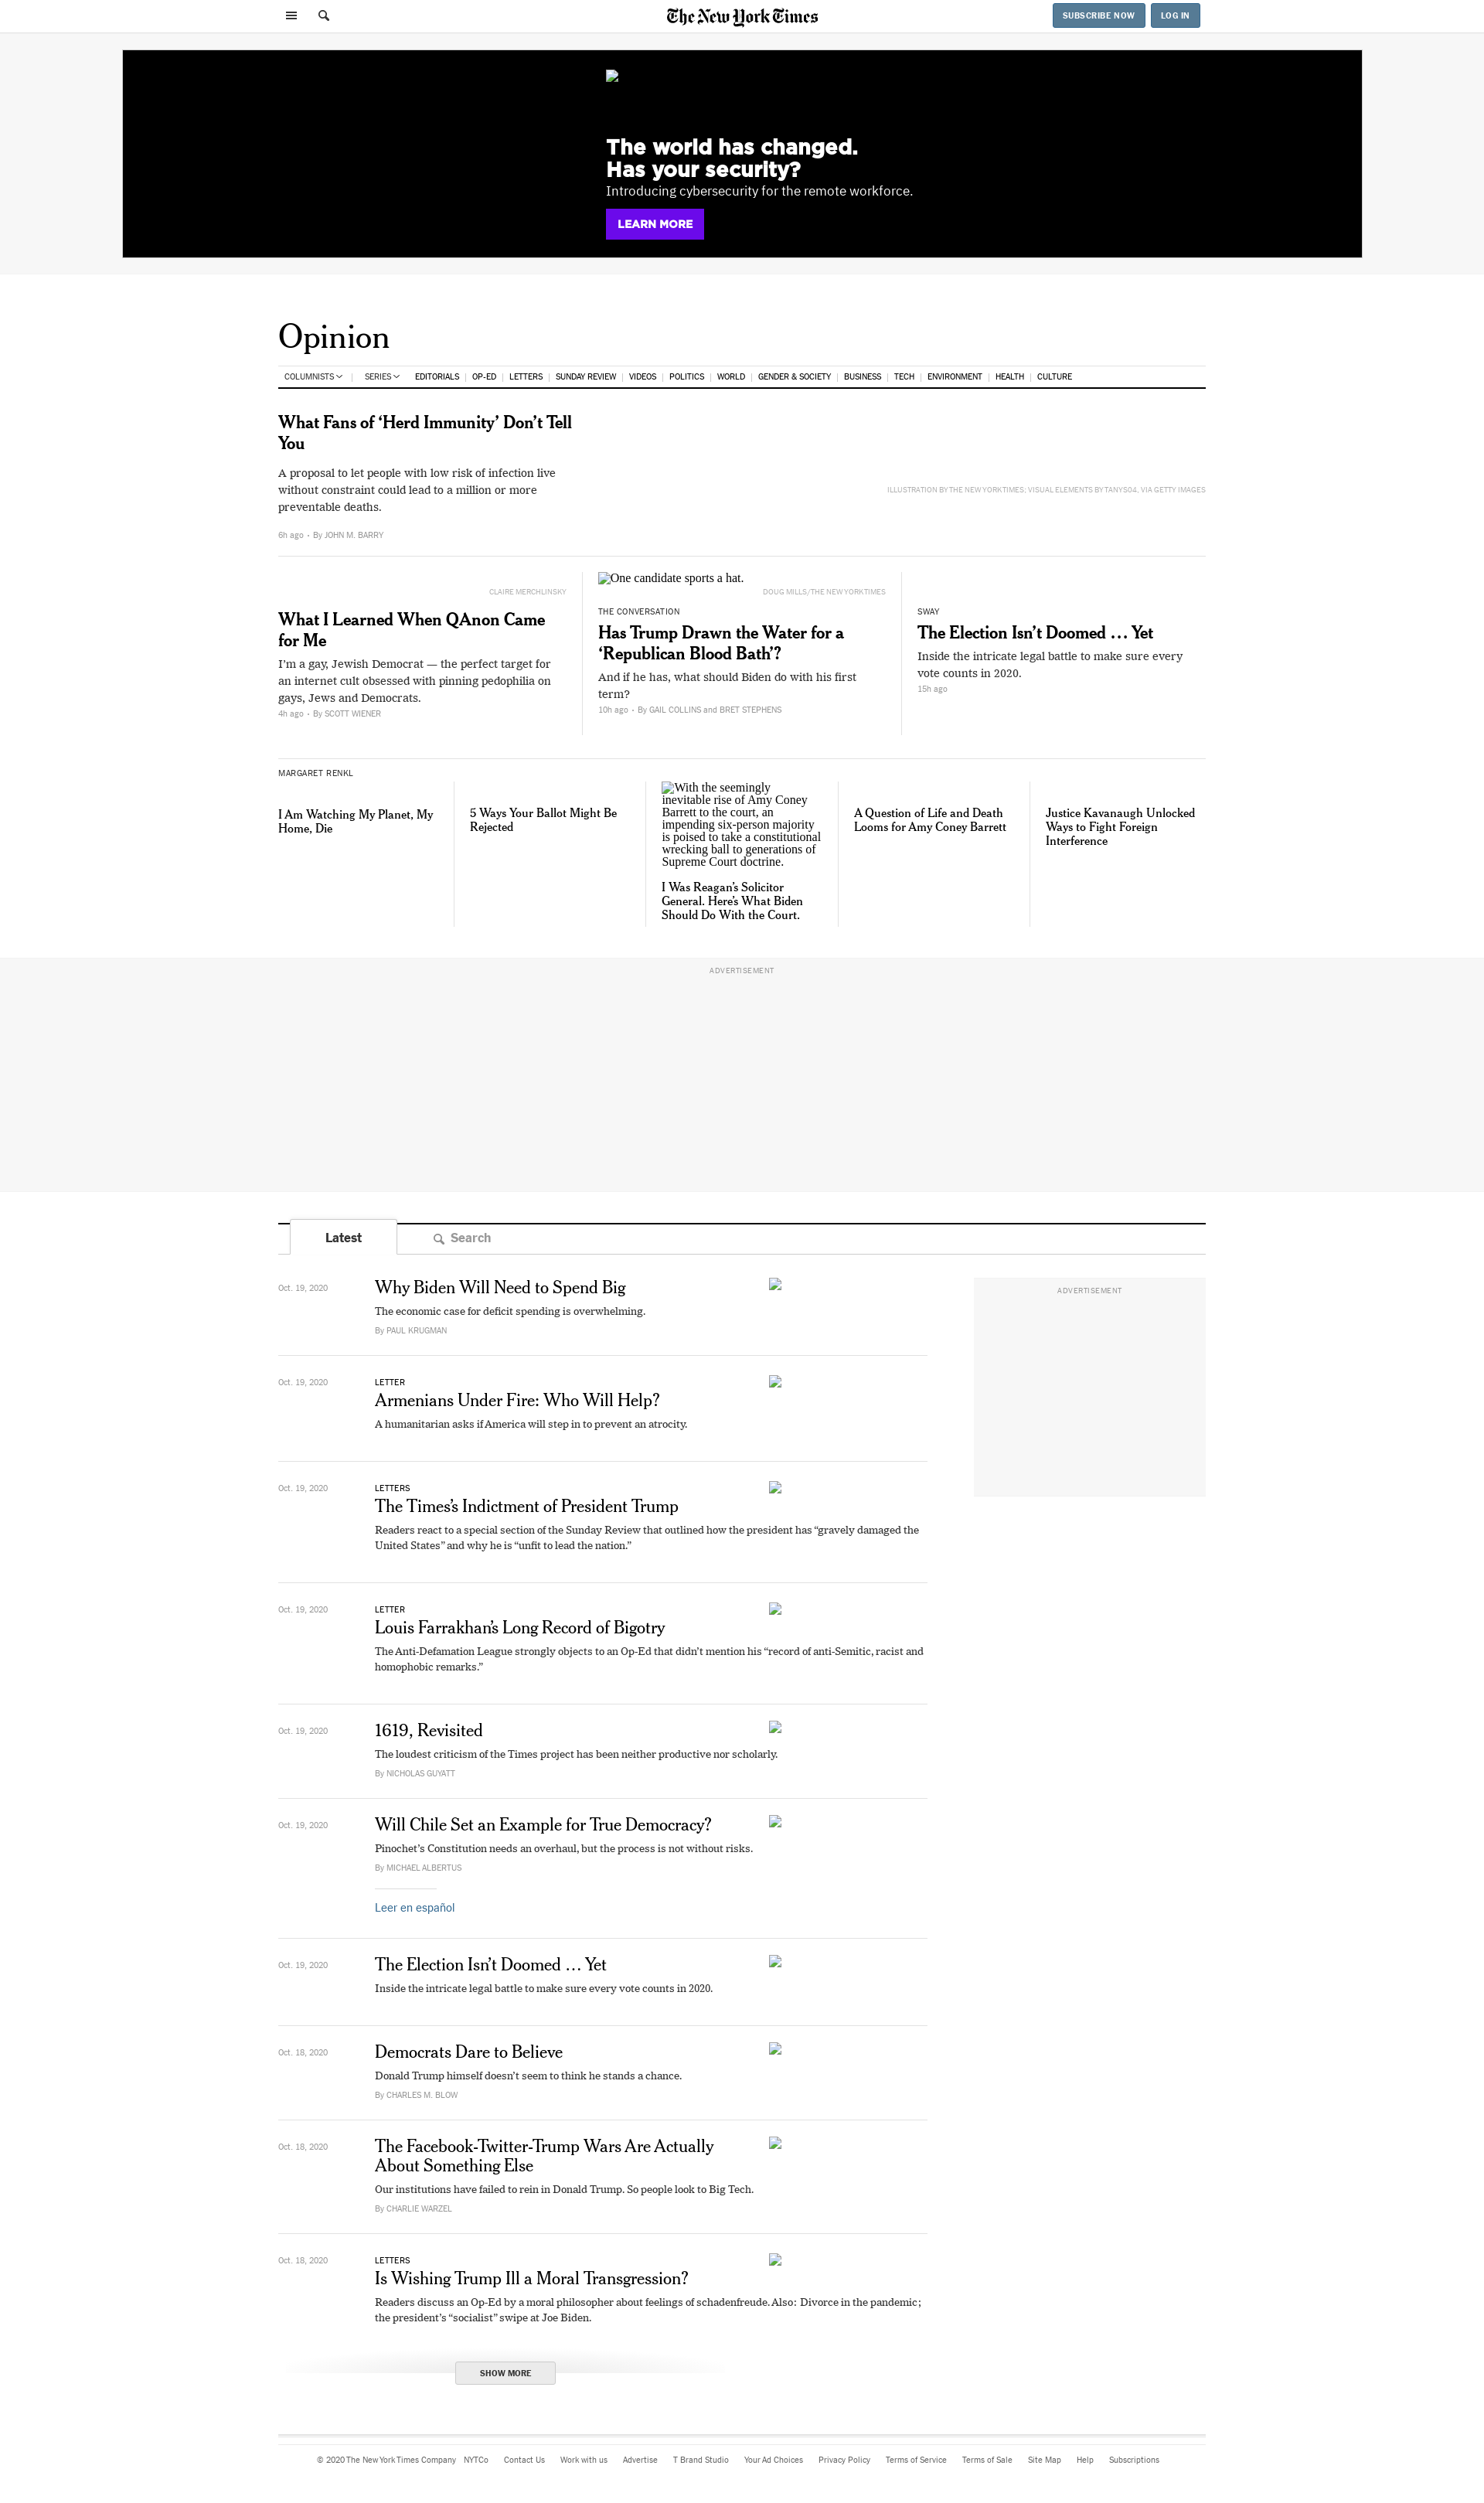 The New York Times
SUBSCRIBE NOW
LOG IN
The world has changed.
Has your security?
Introducing cybersecurity for the remote workforce.
LEARN MORE
Opinion
COLUMNISTS
SERIES
EDITORIALS
OP-ED
LETTERS
SUNDAY REVIEW
VIDEOS
POLITICS
WORLD
GENDER & SOCIETY
BUSINESS
TECH
ENVIRONMENT
HEALTH
CULTURE
What Fans of ‘Herd Immunity’ Don’t Tell
You
A proposal to let people with low risk of infection live
without constraint could lead to a million or more
preventable deaths.
6h ago • By JOHN M. BARRY
ILLUSTRATION BY THE NEW YORK TIMES; VISUAL ELEMENTS BY TANYS04, VIA GETTY IMAGES
CLAIRE MERCHLINSKY
What I Learned When QAnon Came
for Me
I’m a gay, Jewish Democrat — the perfect target for
an internet cult obsessed with pinning pedophilia on
gays, Jews and Democrats.
4h ago • By SCOTT WIENER
One candidate sports a hat.
DOUG MILLS/THE NEW YORK TIMES
THE CONVERSATION
Has Trump Drawn the Water for a
‘Republican Blood Bath’?
And if he has, what should Biden do with his first
term?
10h ago • By GAIL COLLINS and BRET STEPHENS
SWAY
The Election Isn’t Doomed … Yet
Inside the intricate legal battle to make sure every
vote counts in 2020.
15h ago
MARGARET RENKL
I Am Watching My Planet, My
Home, Die
5 Ways Your Ballot Might Be
Rejected
With the seemingly
inevitable rise of Amy Coney
Barrett to the court, an
impending six-person majority
is poised to take a constitutional
wrecking ball to generations of
Supreme Court doctrine.
I Was Reagan’s Solicitor
General. Here’s What Biden
Should Do With the Court.
A Question of Life and Death
Looms for Amy Coney Barrett
Justice Kavanaugh Unlocked
Ways to Fight Foreign
Interference
ADVERTISEMENT
Latest
Search
Oct. 19, 2020
Why Biden Will Need to Spend Big
The economic case for deficit spending is overwhelming.
By PAUL KRUGMAN
ADVERTISEMENT
Oct. 19, 2020
LETTER
Armenians Under Fire: Who Will Help?
A humanitarian asks if America will step in to prevent an atrocity.
Oct. 19, 2020
LETTERS
The Times’s Indictment of President Trump
Readers react to a special section of the Sunday Review that outlined how the president has “gravely damaged the
United States” and why he is “unfit to lead the nation.”
Oct. 19, 2020
LETTER
Louis Farrakhan’s Long Record of Bigotry
The Anti-Defamation League strongly objects to an Op-Ed that didn’t mention his “record of anti-Semitic, racist and
homophobic remarks.”
Oct. 19, 2020
1619, Revisited
The loudest criticism of the Times project has been neither productive nor scholarly.
By NICHOLAS GUYATT
Oct. 19, 2020
Will Chile Set an Example for True Democracy?
Pinochet’s Constitution needs an overhaul, but the process is not without risks.
By MICHAEL ALBERTUS
Leer en español
Oct. 19, 2020
The Election Isn’t Doomed … Yet
Inside the intricate legal battle to make sure every vote counts in 2020.
Oct. 18, 2020
Democrats Dare to Believe
Donald Trump himself doesn’t seem to think he stands a chance.
By CHARLES M. BLOW
Oct. 18, 2020
The Facebook-Twitter-Trump Wars Are Actually
About Something Else
Our institutions have failed to rein in Donald Trump. So people look to Big Tech.
By CHARLIE WARZEL
Oct. 18, 2020
LETTERS
Is Wishing Trump Ill a Moral Transgression?
Readers discuss an Op-Ed by a moral philosopher about feelings of schadenfreude. Also: Divorce in the pandemic;
the president’s “socialist” swipe at Joe Biden.
SHOW MORE
© 2020 The New York Times Company NYTCo Contact Us Work with us Advertise T Brand Studio Your Ad Choices Privacy Policy Terms of Service Terms of Sale Site Map Help Subscriptions